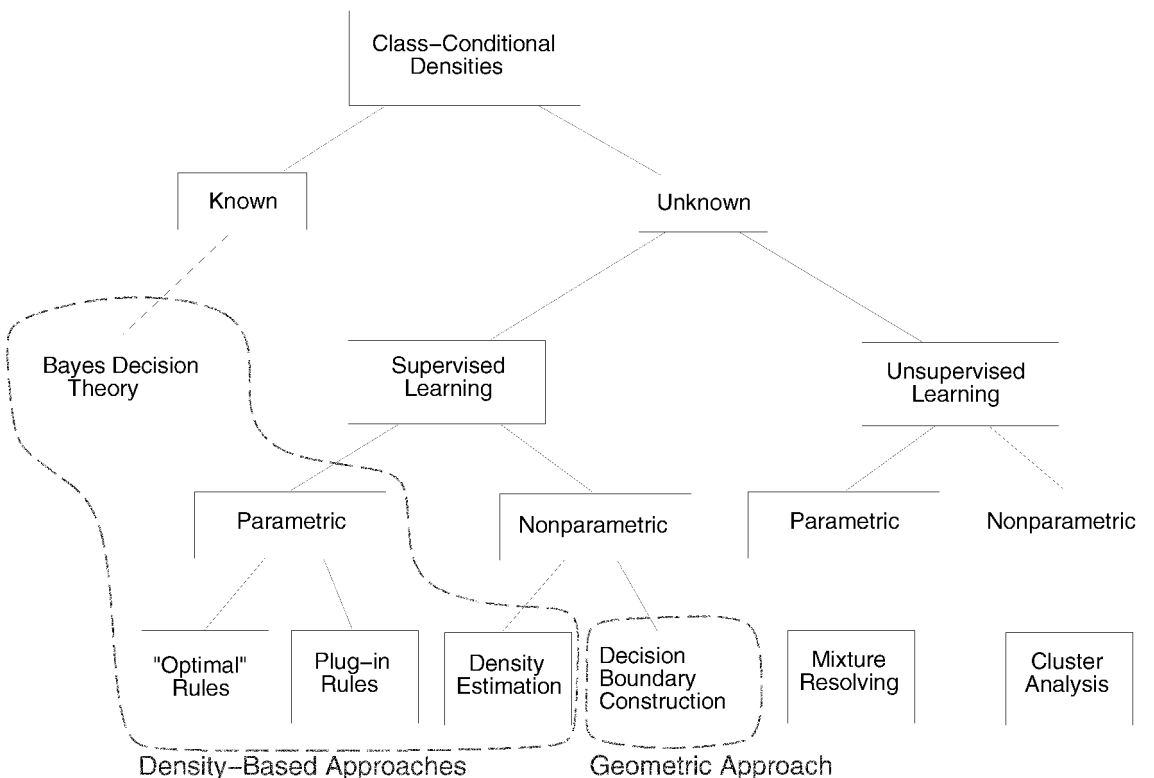 Class–Conditional
Densities
Known
Unknown
Bayes Decision
Theory
Supervised
Learning
Unsupervised
Learning
Parametric
Nonparametric
Parametric
Nonparametric
"Optimal"
Rules
Plug–in
Rules
Density
Estimation
Decision
Boundary
Construction
Mixture
Resolving
Cluster
Analysis
Density–Based Approaches
Geometric Approach